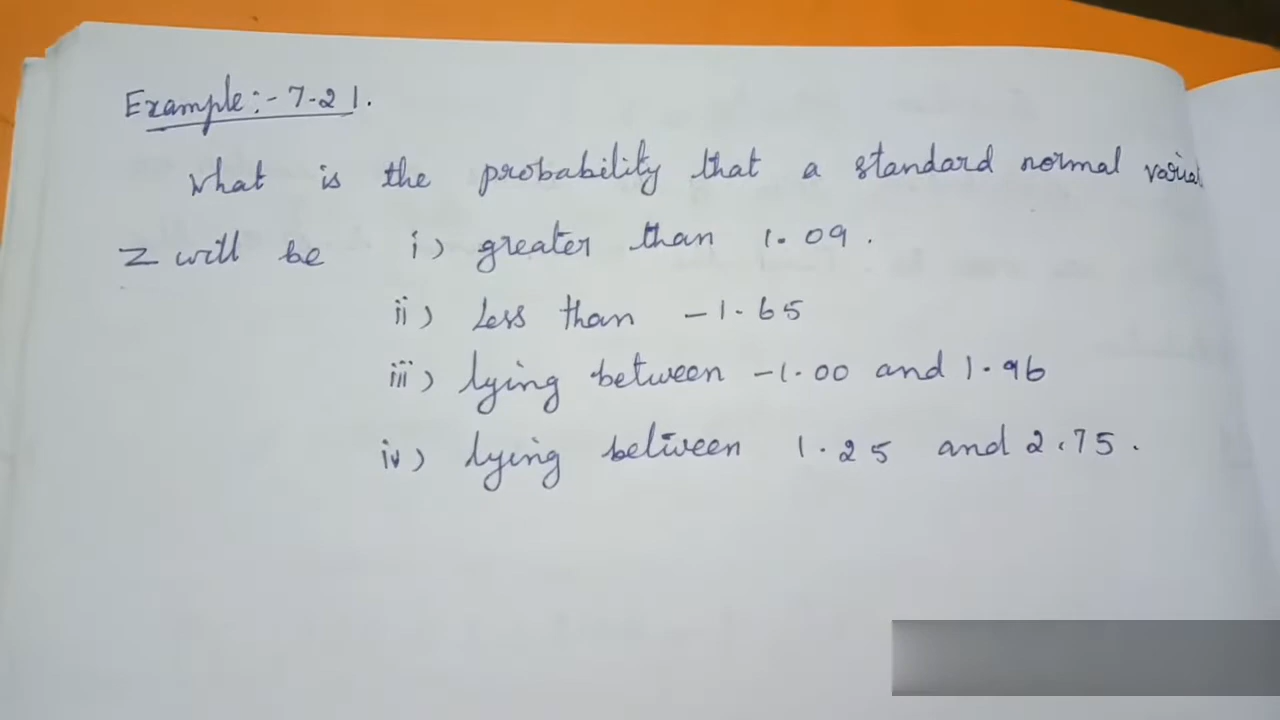 Example:- 7.21.
What is the probability that a standard normal
Z will be i) greater than 1.09.
ii) Less than -1.65
iii) lying between -1.00 and 1.96
iv) lying between 1.25 and 2.75.